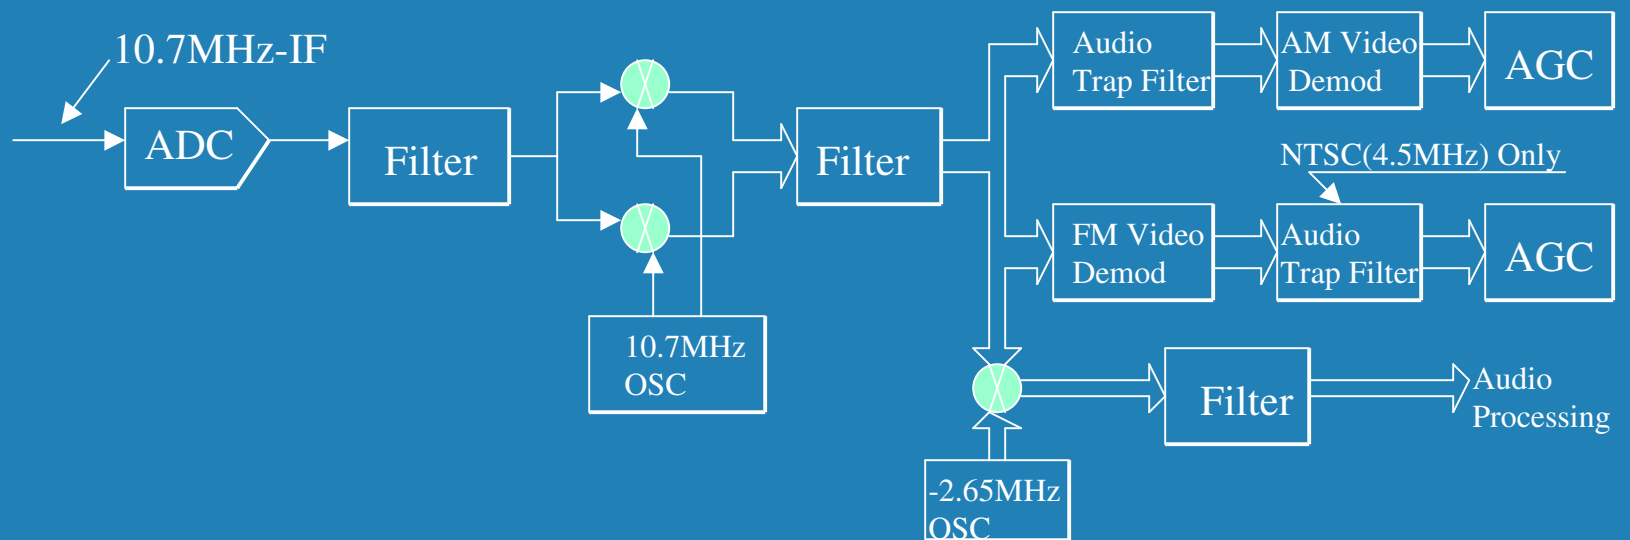 10.7MHz-IF
ADC
Filter
10.7MHz
OSC
Filter
Audio
Trap Filter
AM Video
Demod
AGC
NTSC(4.5MHz) Only
FM Video
Demod
Audio
Trap Filter
AGC
-2.65MHz
OSC
Filter
Audio
Processing